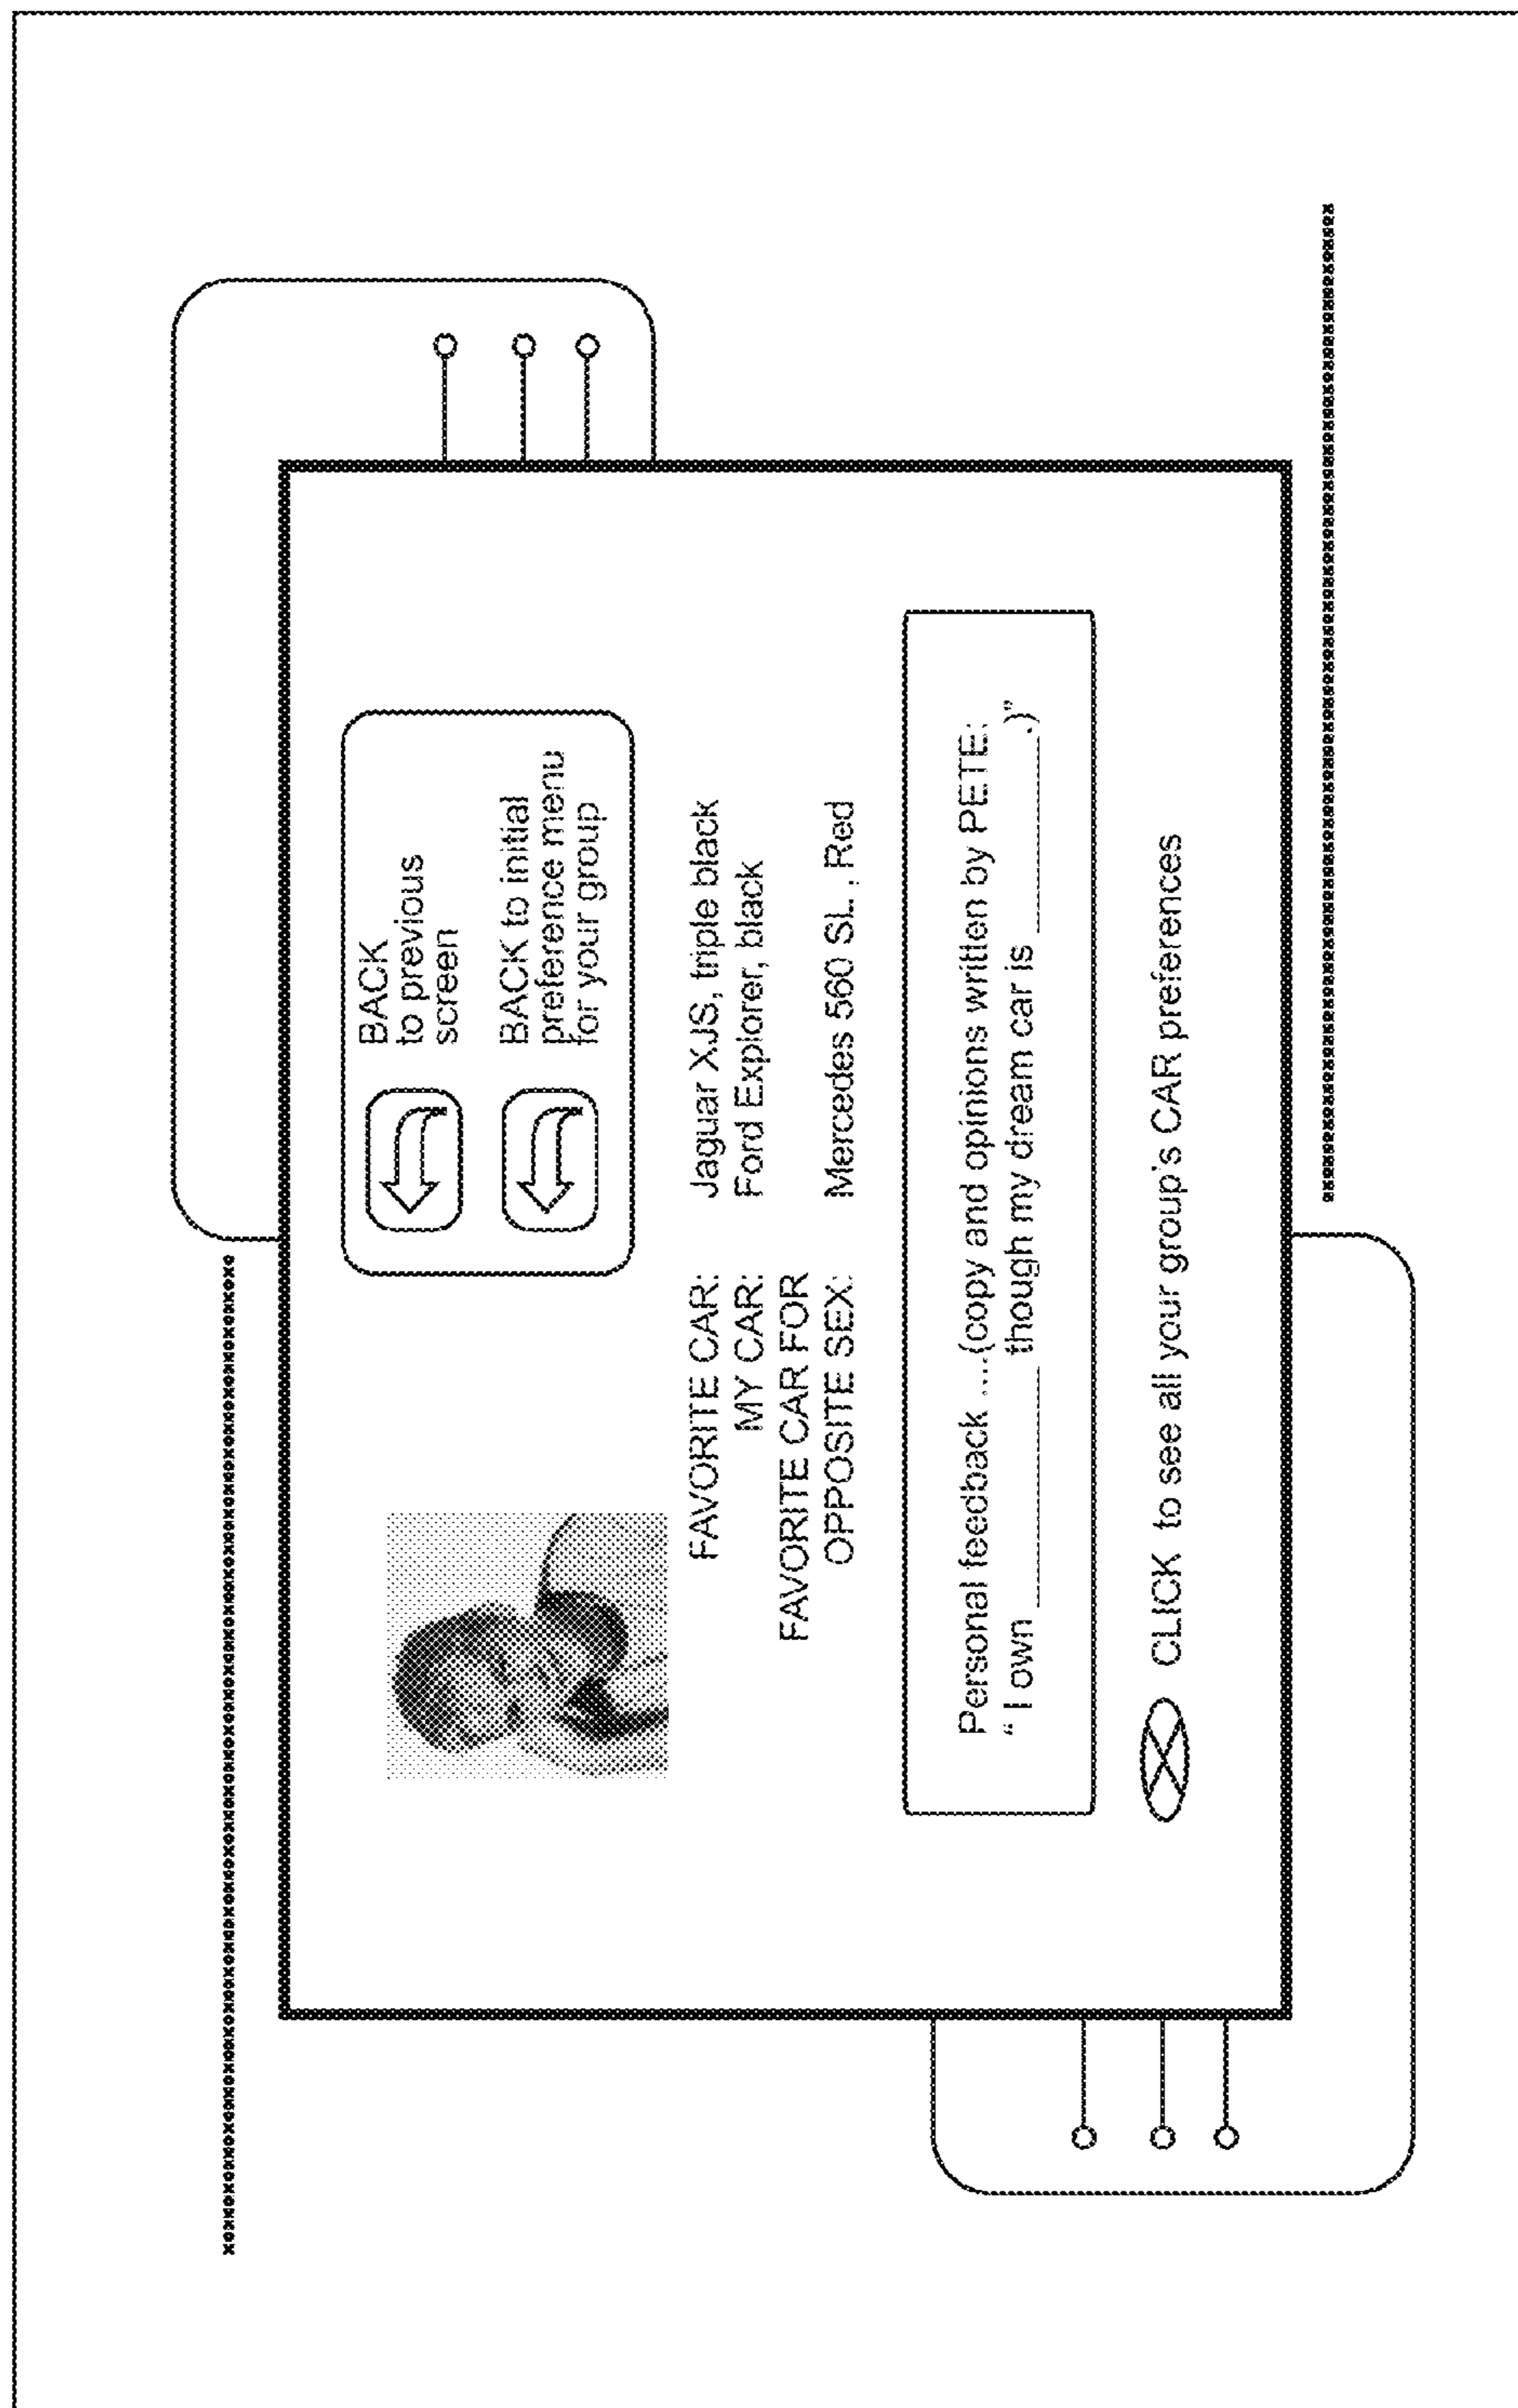 BACK
to previous
screen
BACK to initial
preference menu
for your group
FAVORITE CAR: Jaguar XJS, triple black
MY CAR: Ford Explorer, black
FAVORITE CAR FOR
OPPOSITE SEX: Mercedes 560 SL , Red
Personal feedback ....(copy and opinions written by PETE:
“ I own ____________ though my dream car is __________.)”
CLICK to see all your group's CAR preferences